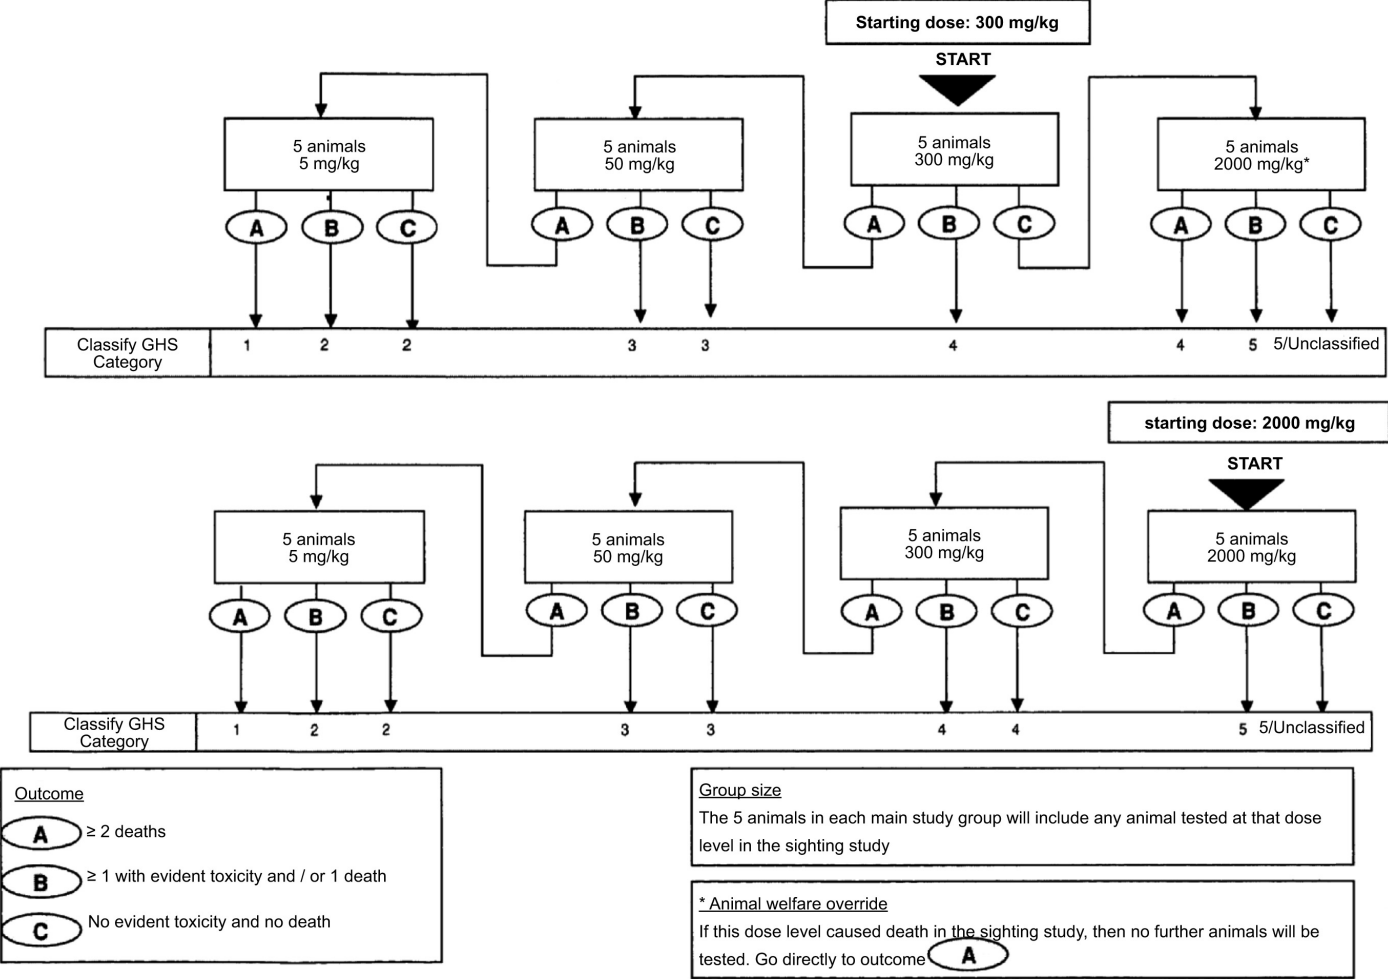 Starting dose: 300 mg/kg
START
5 animals
5 mg/kg
5 animals
50 mg/kg
5 animals
300 mg/kg
5 animals
2000 mg/kg*
A B C A B C A B C A B C
Classify GHS
Category
1 2 2 3 3 4 4 5 5/Unclassified
starting dose: 2000 mg/kg
START
5 animals
5 mg/kg
5 animals
50 mg/kg
5 animals
300 mg/kg
5 animals
2000 mg/kg
A B C A B C A B C A B C
Classify GHS
Category
1 2 2 3 3 4 4 5 5/Unclassified
Outcome
A ≥ 2 deaths
B ≥ 1 with evident toxicity and / or 1 death
C No evident toxicity and no death
Group size
The 5 animals in each main study group will include any animal tested at that dose
level in the sighting study
* Animal welfare override
If this dose level caused death in the sighting study, then no further animals will be
tested. Go directly to outcome A